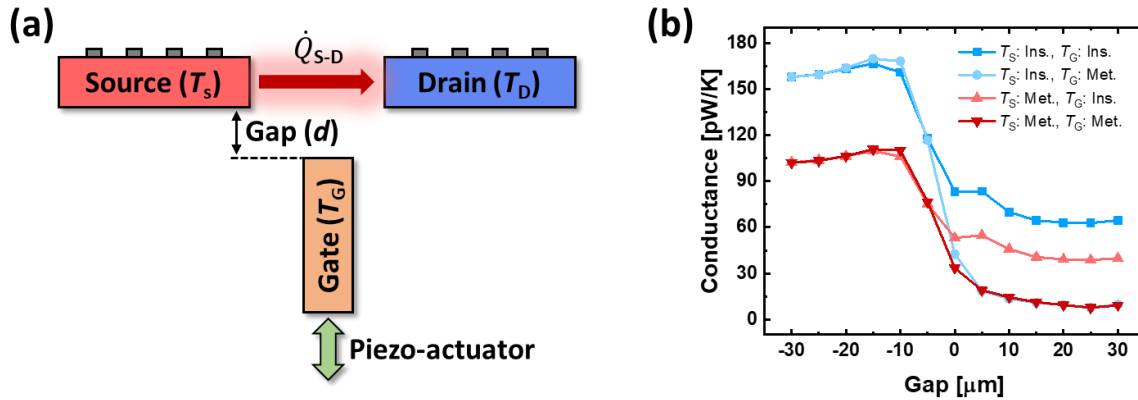 (a)
Q̇S-D
Source (Ts)
Drain (TD)
Gap (d)
Gate (TG)
Piezo-actuator
(b)
Conductance [pW/K]
180
150
120
90
60
30
0
TS: Ins., TG: Ins.
TS: Ins., TG: Met.
TS: Met., TG: Ins.
TS: Met., TG: Met.
-30 -20 -10 0 10 20 30
Gap [μm]